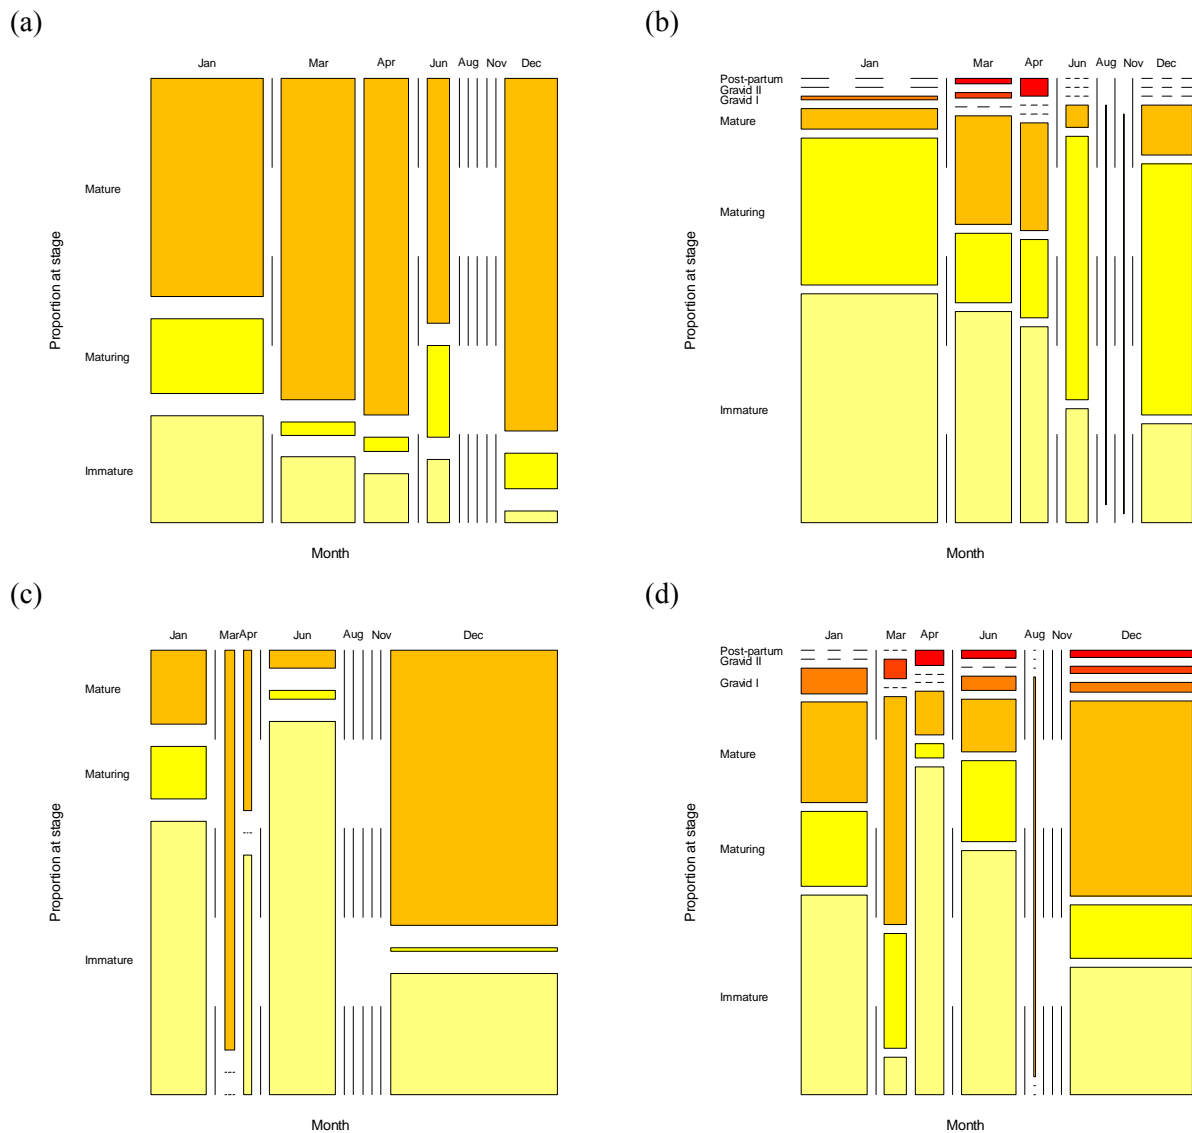 (a)
Jan Mar Apr Jun Aug Nov Dec
Mature
Maturing
Immature
Proportion at stage
Month
(b)
Jan Mar Apr Jun Aug Nov Dec
Post-partum
Gravid II
Gravid I
Mature
Maturing
Immature
Proportion at stage
Month
(c)
Jan Mar Apr Jun Aug Nov Dec
Mature
Maturing
Immature
Proportion at stage
Month
(d)
Jan Mar Apr Jun Aug Nov Dec
Post-partum
Gravid II
Gravid I
Mature
Maturing
Immature
Proportion at stage
Month